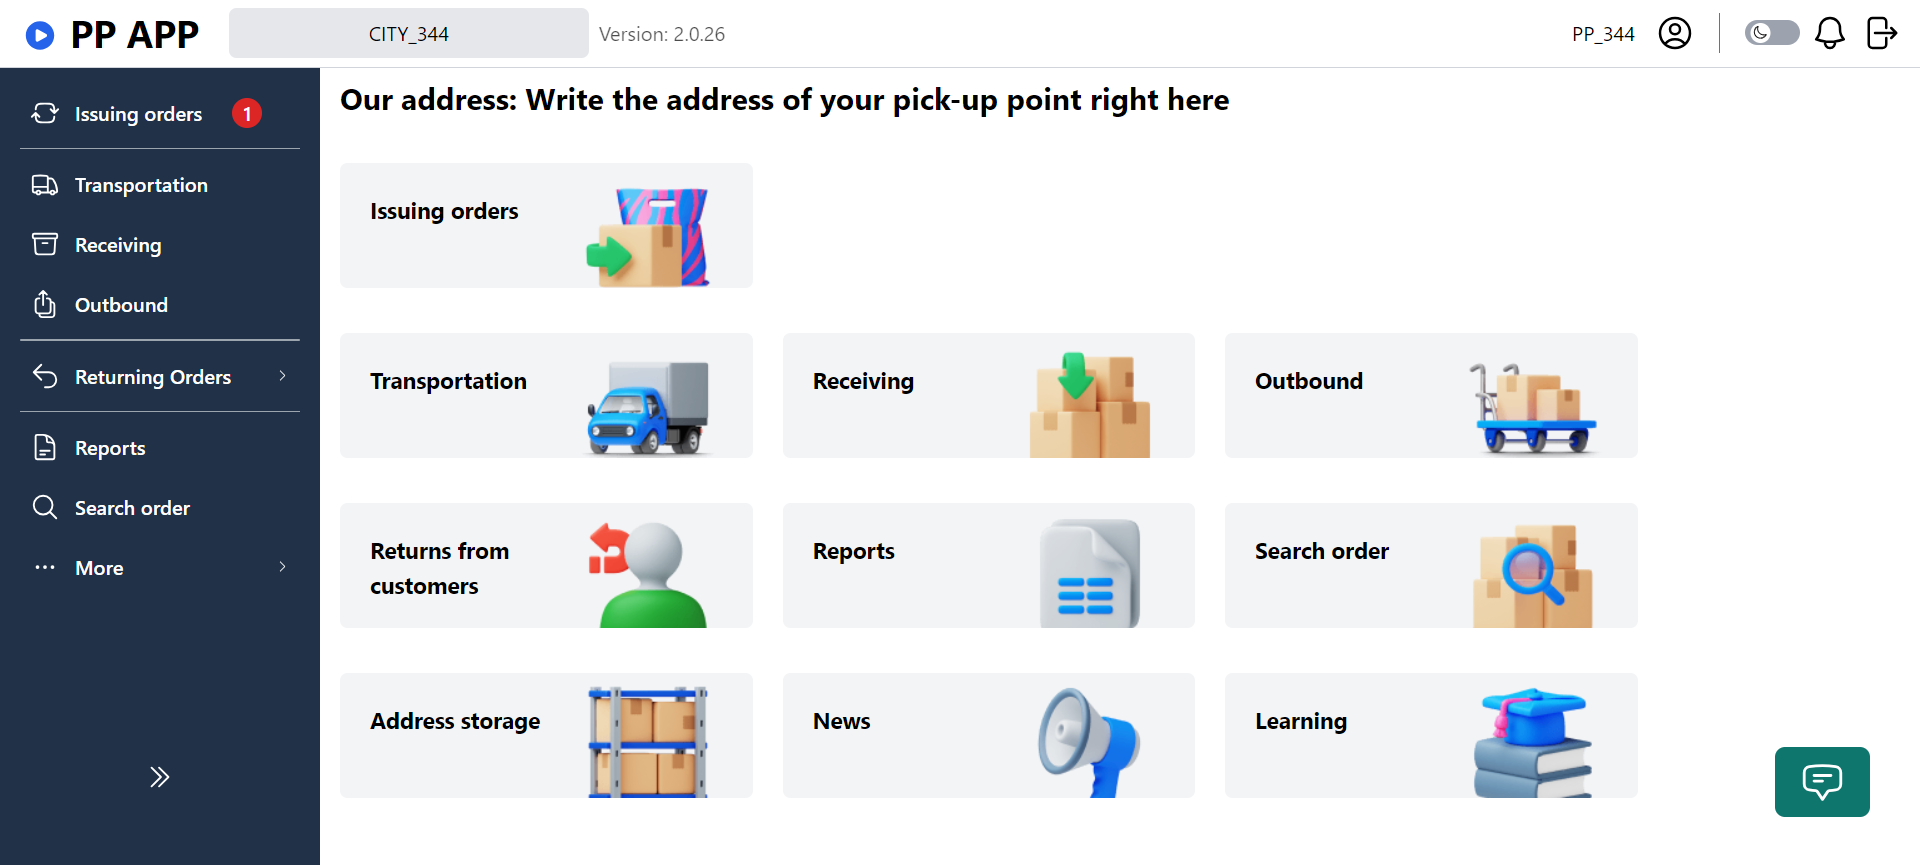 PP APP
CITY_344
Version: 2.0.26
PP_344
Issuing orders
1
Transportation
Receiving
Outbound
Returning Orders
Reports
Search order
More
Our address: Write the address of your pick-up point right here
Issuing orders
Transportation
Receiving
Outbound
Returns from
customers
Reports
Search order
Address storage
News
Learning